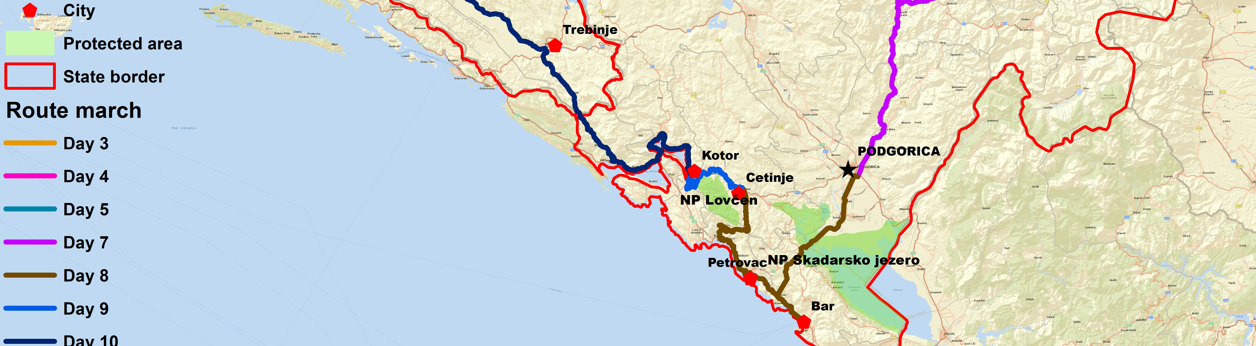 City
Trebinje
Protected area
State border
Route march
Day 3
PODGORICA
Kotor
Day 4
Cetinje
NP Lovćen
Day 5
Day 7
Petrovac
NP Skadarsko jezero
Day 8
Bar
Day 9
Day 10